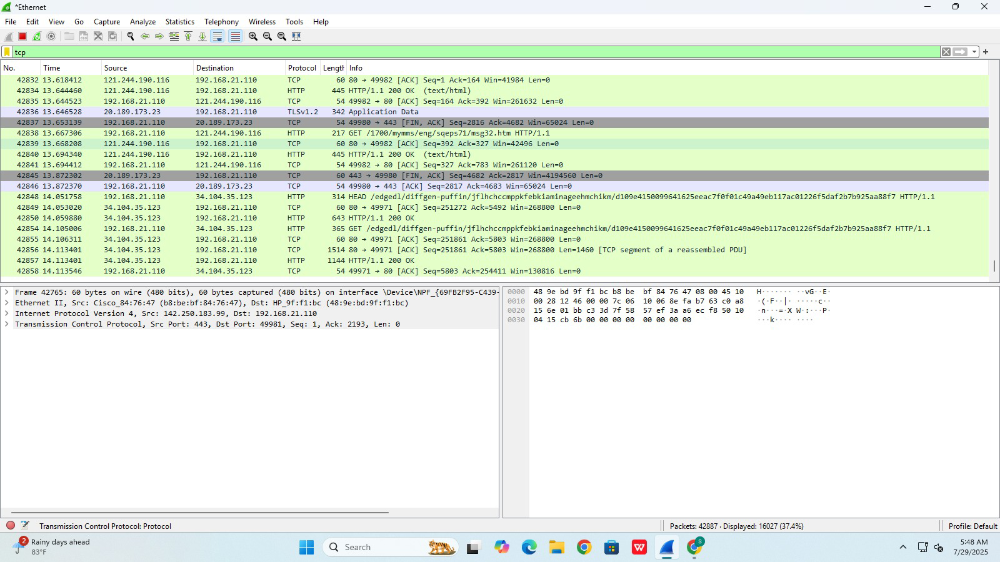 *Ethernet
File Edit View Go Capture Analyze Statistics Telephony Wireless Tools Help
tcp
No. Time Source Destination Protocol Length Info
42832 13.618412 121.244.190.116 192.168.21.110 TCP 60 80 → 49982 [ACK] Seq=1 Ack=164 Win=41984 Len=0
42834 13.644460 121.244.190.116 192.168.21.110 HTTP 445 HTTP/1.1 200 OK (text/html)
42835 13.644523 192.168.21.110 121.244.190.116 TCP 54 49982 → 80 [ACK] Seq=164 Ack=392 Win=261632 Len=0
42836 13.646528 20.189.173.23 192.168.21.110 TLSv1.2 342 Application Data
42837 13.653139 192.168.21.110 20.189.173.23 TCP 54 49980 → 443 [FIN, ACK] Seq=2816 Ack=4682 Win=65024 Len=0
42838 13.667306 192.168.21.110 121.244.190.116 HTTP 217 GET /1700/mymms/eng/sqeps71/msg32.htm HTTP/1.1
42839 13.668208 121.244.190.116 192.168.21.110 TCP 60 80 → 49982 [ACK] Seq=392 Ack=327 Win=42496 Len=0
42840 13.694340 121.244.190.116 192.168.21.110 HTTP 445 HTTP/1.1 200 OK (text/html)
42841 13.694412 192.168.21.110 121.244.190.116 TCP 54 49982 → 80 [ACK] Seq=327 Ack=783 Win=261120 Len=0
42845 13.872302 20.189.173.23 192.168.21.110 TCP 60 443 → 49980 [FIN, ACK] Seq=4682 Ack=2817 Win=4194560 Len=0
42846 13.872370 192.168.21.110 20.189.173.23 TCP 54 49980 → 443 [ACK] Seq=2817 Ack=4683 Win=65024 Len=0
42848 14.051758 192.168.21.110 34.104.35.123 HTTP 314 HEAD /edgedl/diffgen-puffin/jflhchccmppkfebkiaminageehmchikm/d109e4150099641625eeac7f0f01c49a49eb117ac01226f5daf2b7b925aa88f7 HTTP/1.1
42849 14.053020 34.104.35.123 192.168.21.110 TCP 60 80 → 49971 [ACK] Seq=251272 Ack=5492 Win=268800 Len=0
42850 14.059880 34.104.35.123 192.168.21.110 HTTP 643 HTTP/1.1 200 OK
42854 14.105006 192.168.21.110 34.104.35.123 HTTP 365 GET /edgedl/diffgen-puffin/jflhchccmppkfebkiaminageehmchikm/d109e4150099641625eeac7f0f01c49a49eb117ac01226f5daf2b7b925aa88f7 HTTP/1.1
42855 14.106311 34.104.35.123 192.168.21.110 TCP 60 80 → 49971 [ACK] Seq=251861 Ack=5803 Win=268800 Len=0
42856 14.113401 34.104.35.123 192.168.21.110 TCP 1514 80 → 49971 [ACK] Seq=251861 Ack=5803 Win=268800 Len=1460 [TCP segment of a reassembled PDU]
42857 14.113401 34.104.35.123 192.168.21.110 HTTP 1144 HTTP/1.1 200 OK
42858 14.113546 192.168.21.110 34.104.35.123 TCP 54 49971 → 80 [ACK] Seq=5803 Ack=254411 Win=130816 Len=0
Frame 42765: 60 bytes on wire (480 bits), 60 bytes captured (480 bits) on interface \Device\NPF_{69FB2F95-C439-
Ethernet II, Src: Cisco_84:76:47 (b8:be:bf:84:76:47), Dst: HP_9f:f1:bc (48:9e:bd:9f:f1:bc)
Internet Protocol Version 4, Src: 142.250.183.99, Dst: 192.168.21.110
Transmission Control Protocol, Src Port: 443, Dst Port: 49981, Seq: 1, Ack: 2193, Len: 0
0000 48 9e bd 9f f1 bc b8 be bf 84 76 47 08 00 45 10 H······· ··vG··E·
0010 00 28 12 46 00 00 7c 06 10 06 8e fa b7 63 c0 a8 ·(·F··|· ·····c··
0020 15 6e 01 bb c3 3d 7f 58 57 ef 3a a6 ec f8 50 10 ·n···=·X W·:···P·
0030 04 15 cb 6b 00 00 00 00 00 00 00 00 ···k···· ····
Transmission Control Protocol: Protocol
Packets: 42887 · Displayed: 16027 (37.4%)
Profile: Default
2
Rainy days ahead
83°F
Search
W
S
5:48 AM
7/29/2025